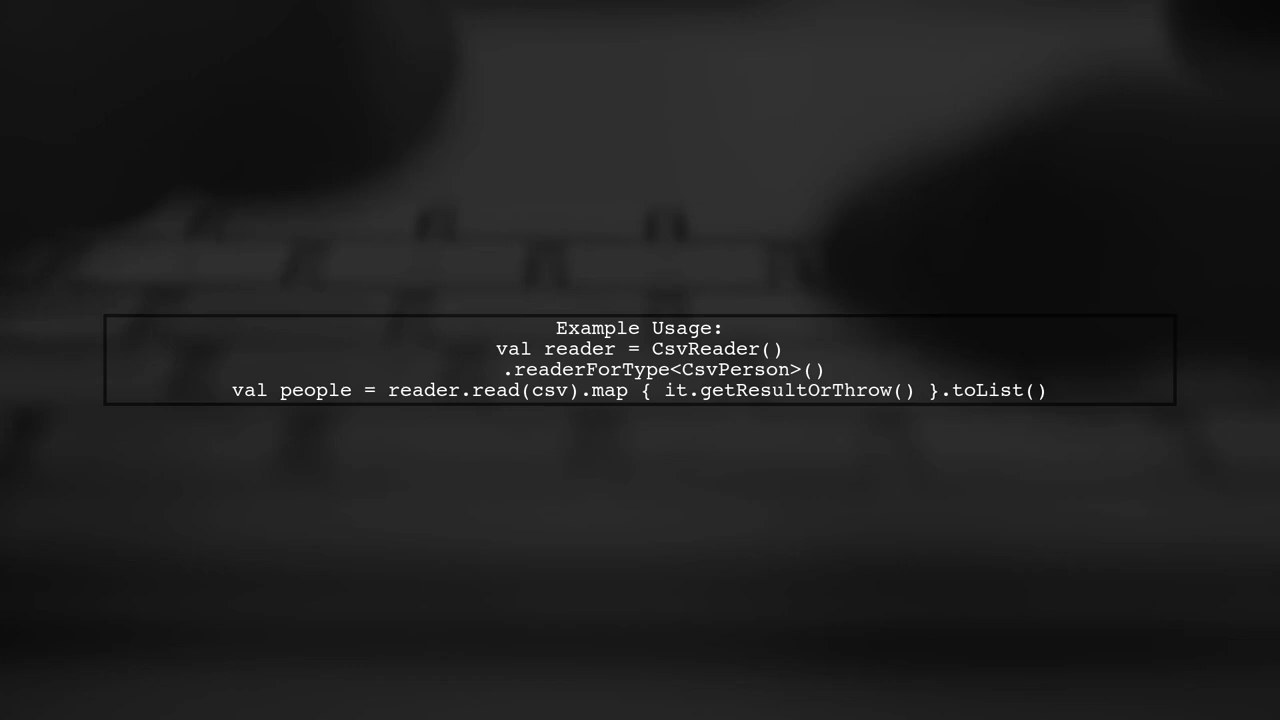 Example Usage:
val reader = CsvReader()
.readerForType<CsvPerson>()
val people = reader.read(csv).map { it.getResultOrThrow() }.toList()